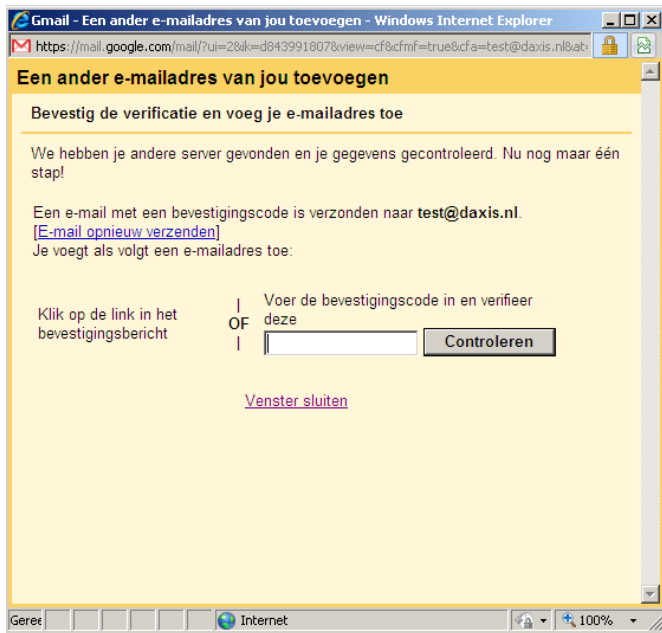 Gmail - Een ander e-mailadres van jou toevoegen - Windows Internet Explorer
https://mail.google.com/mail/?ui=2&ik=d843991807&view=cf&cfmf=true&cfa=test@daxis.nl&at=
Een ander e-mailadres van jou toevoegen
Bevestig de verificatie en voeg je e-mailadres toe
We hebben je andere server gevonden en je gegevens gecontroleerd. Nu nog maar één
stap!
Een e-mail met een bevestigingscode is verzonden naar test@daxis.nl.
[E-mail opnieuw verzenden]
Je voegt als volgt een e-mailadres toe:
Klik op de link in het
bevestigingsbericht
OF
Voer de bevestigingscode in en verifieer
deze
Controleren
Venster sluiten
Geree
Internet
100%